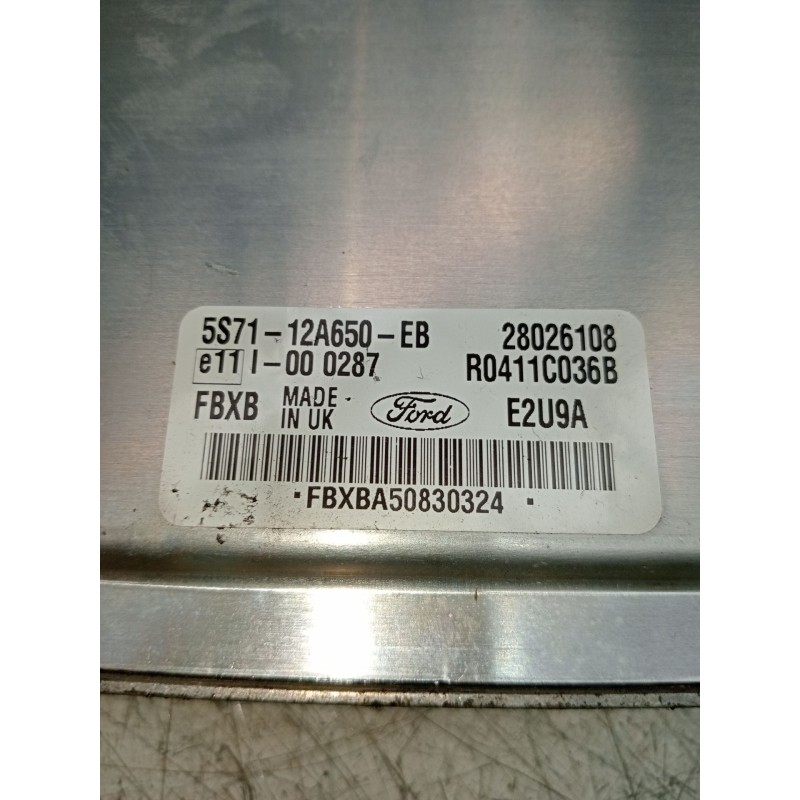 5S71-12A650-EB 28026108
e11 I-00 0287 R0411C036B
FBXB MADE IN UK Ford E2U9A
FBXBA50830324